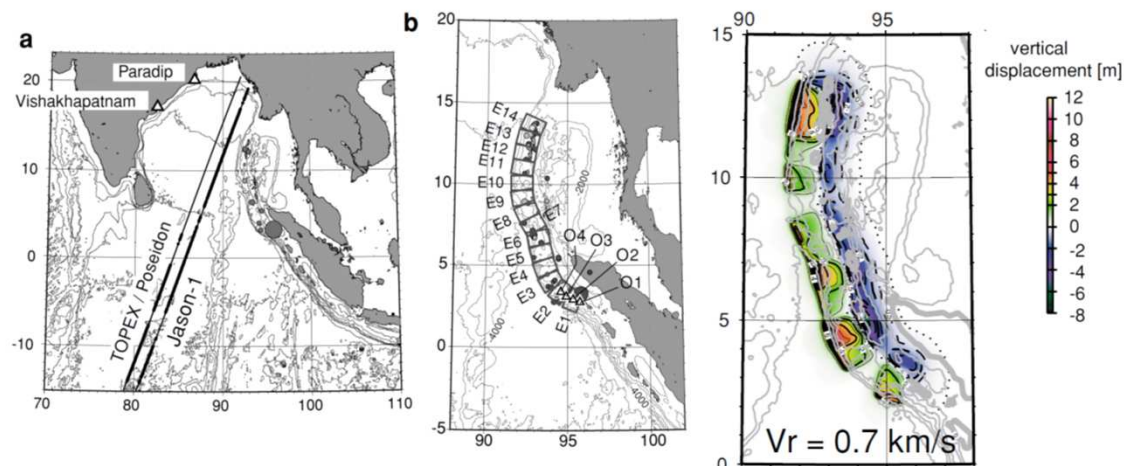 a
Paradip
Vishakhapatnam
20
10
0
-10
TOPEX / Poseidon
Jason-1
70 80 90 100 110
b
20
15
10
5
0
-5
E14
E13
E12
E11
E10
E9
E8
E7
E6
E5
E4
E3
E2
E1
O4
O3
O2
O1
2000
4000
90 95 100
90 95
15
10
5
0
Vr = 0.7 km/s
vertical
displacement [m]
12
10
8
6
4
2
0
-2
-4
-6
-8